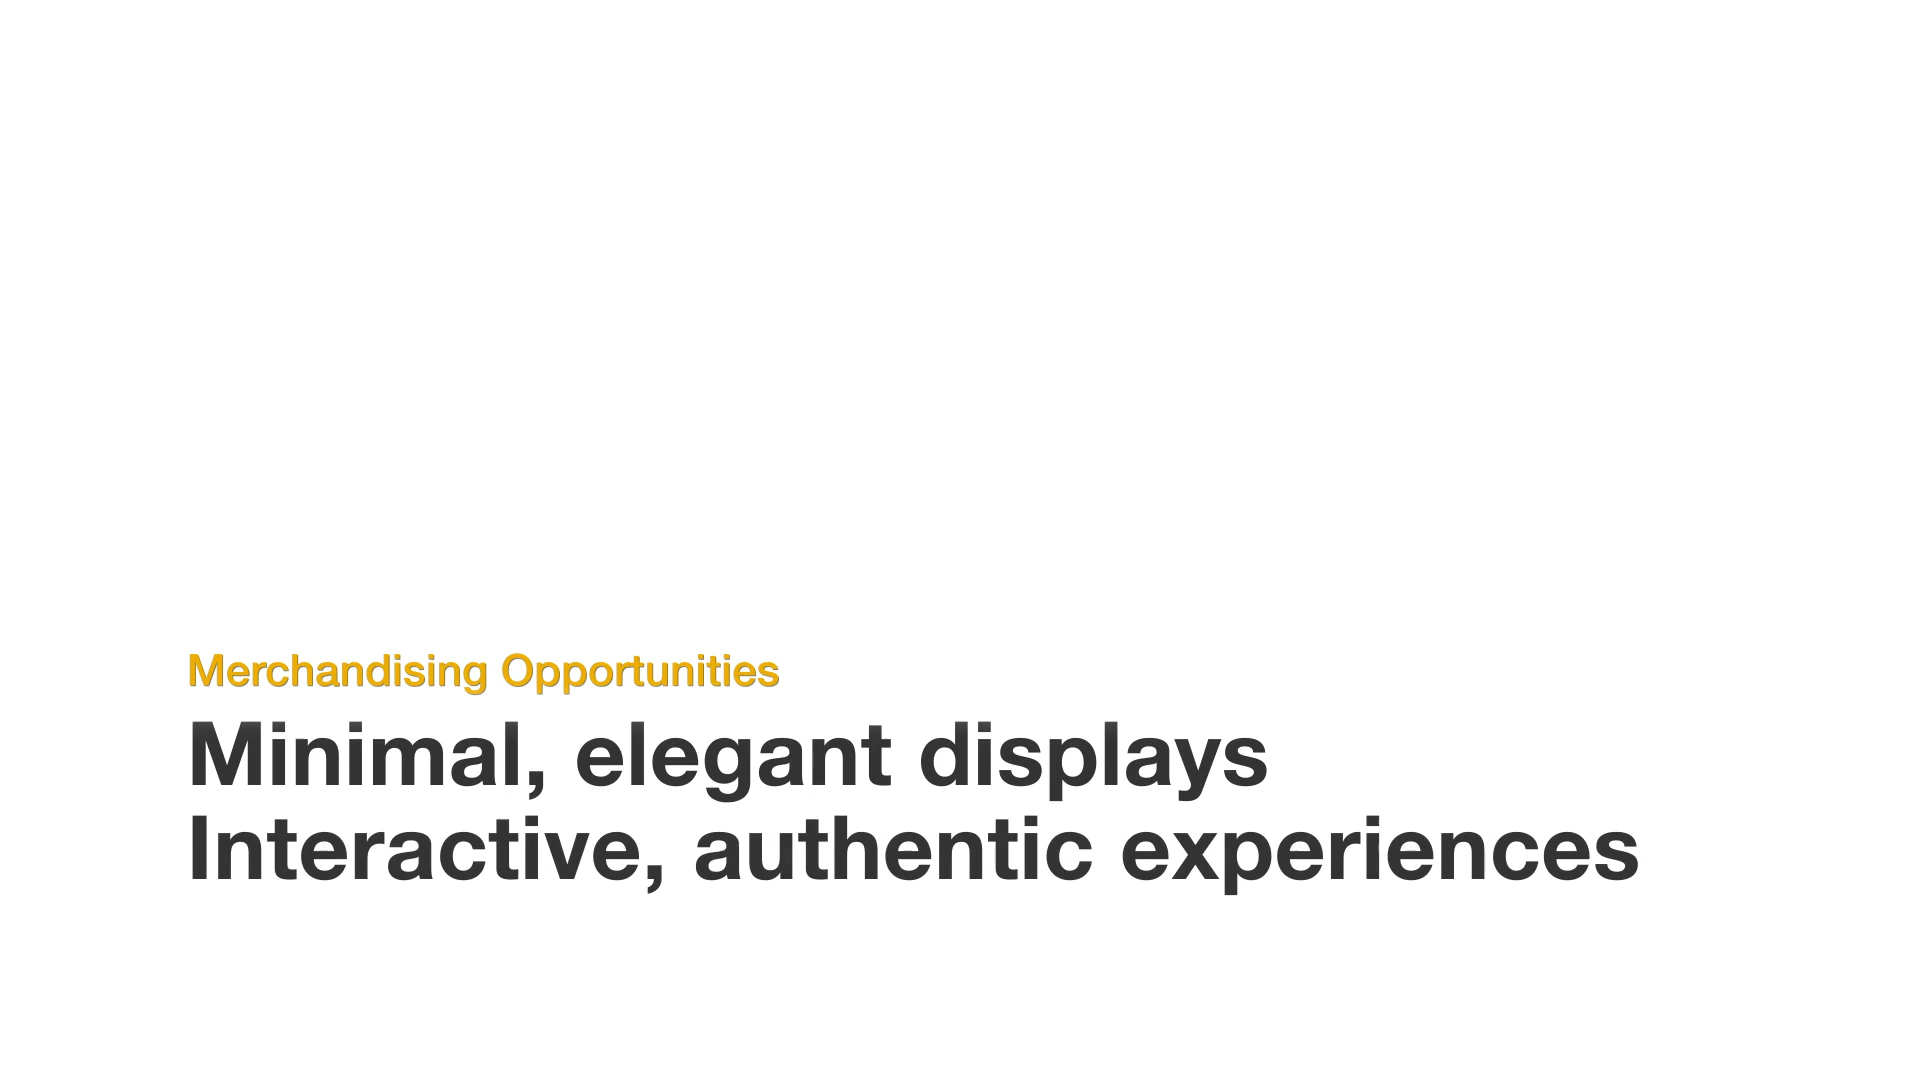 Merchandising Opportunities
Minimal, elegant displays
Interactive, authentic experiences